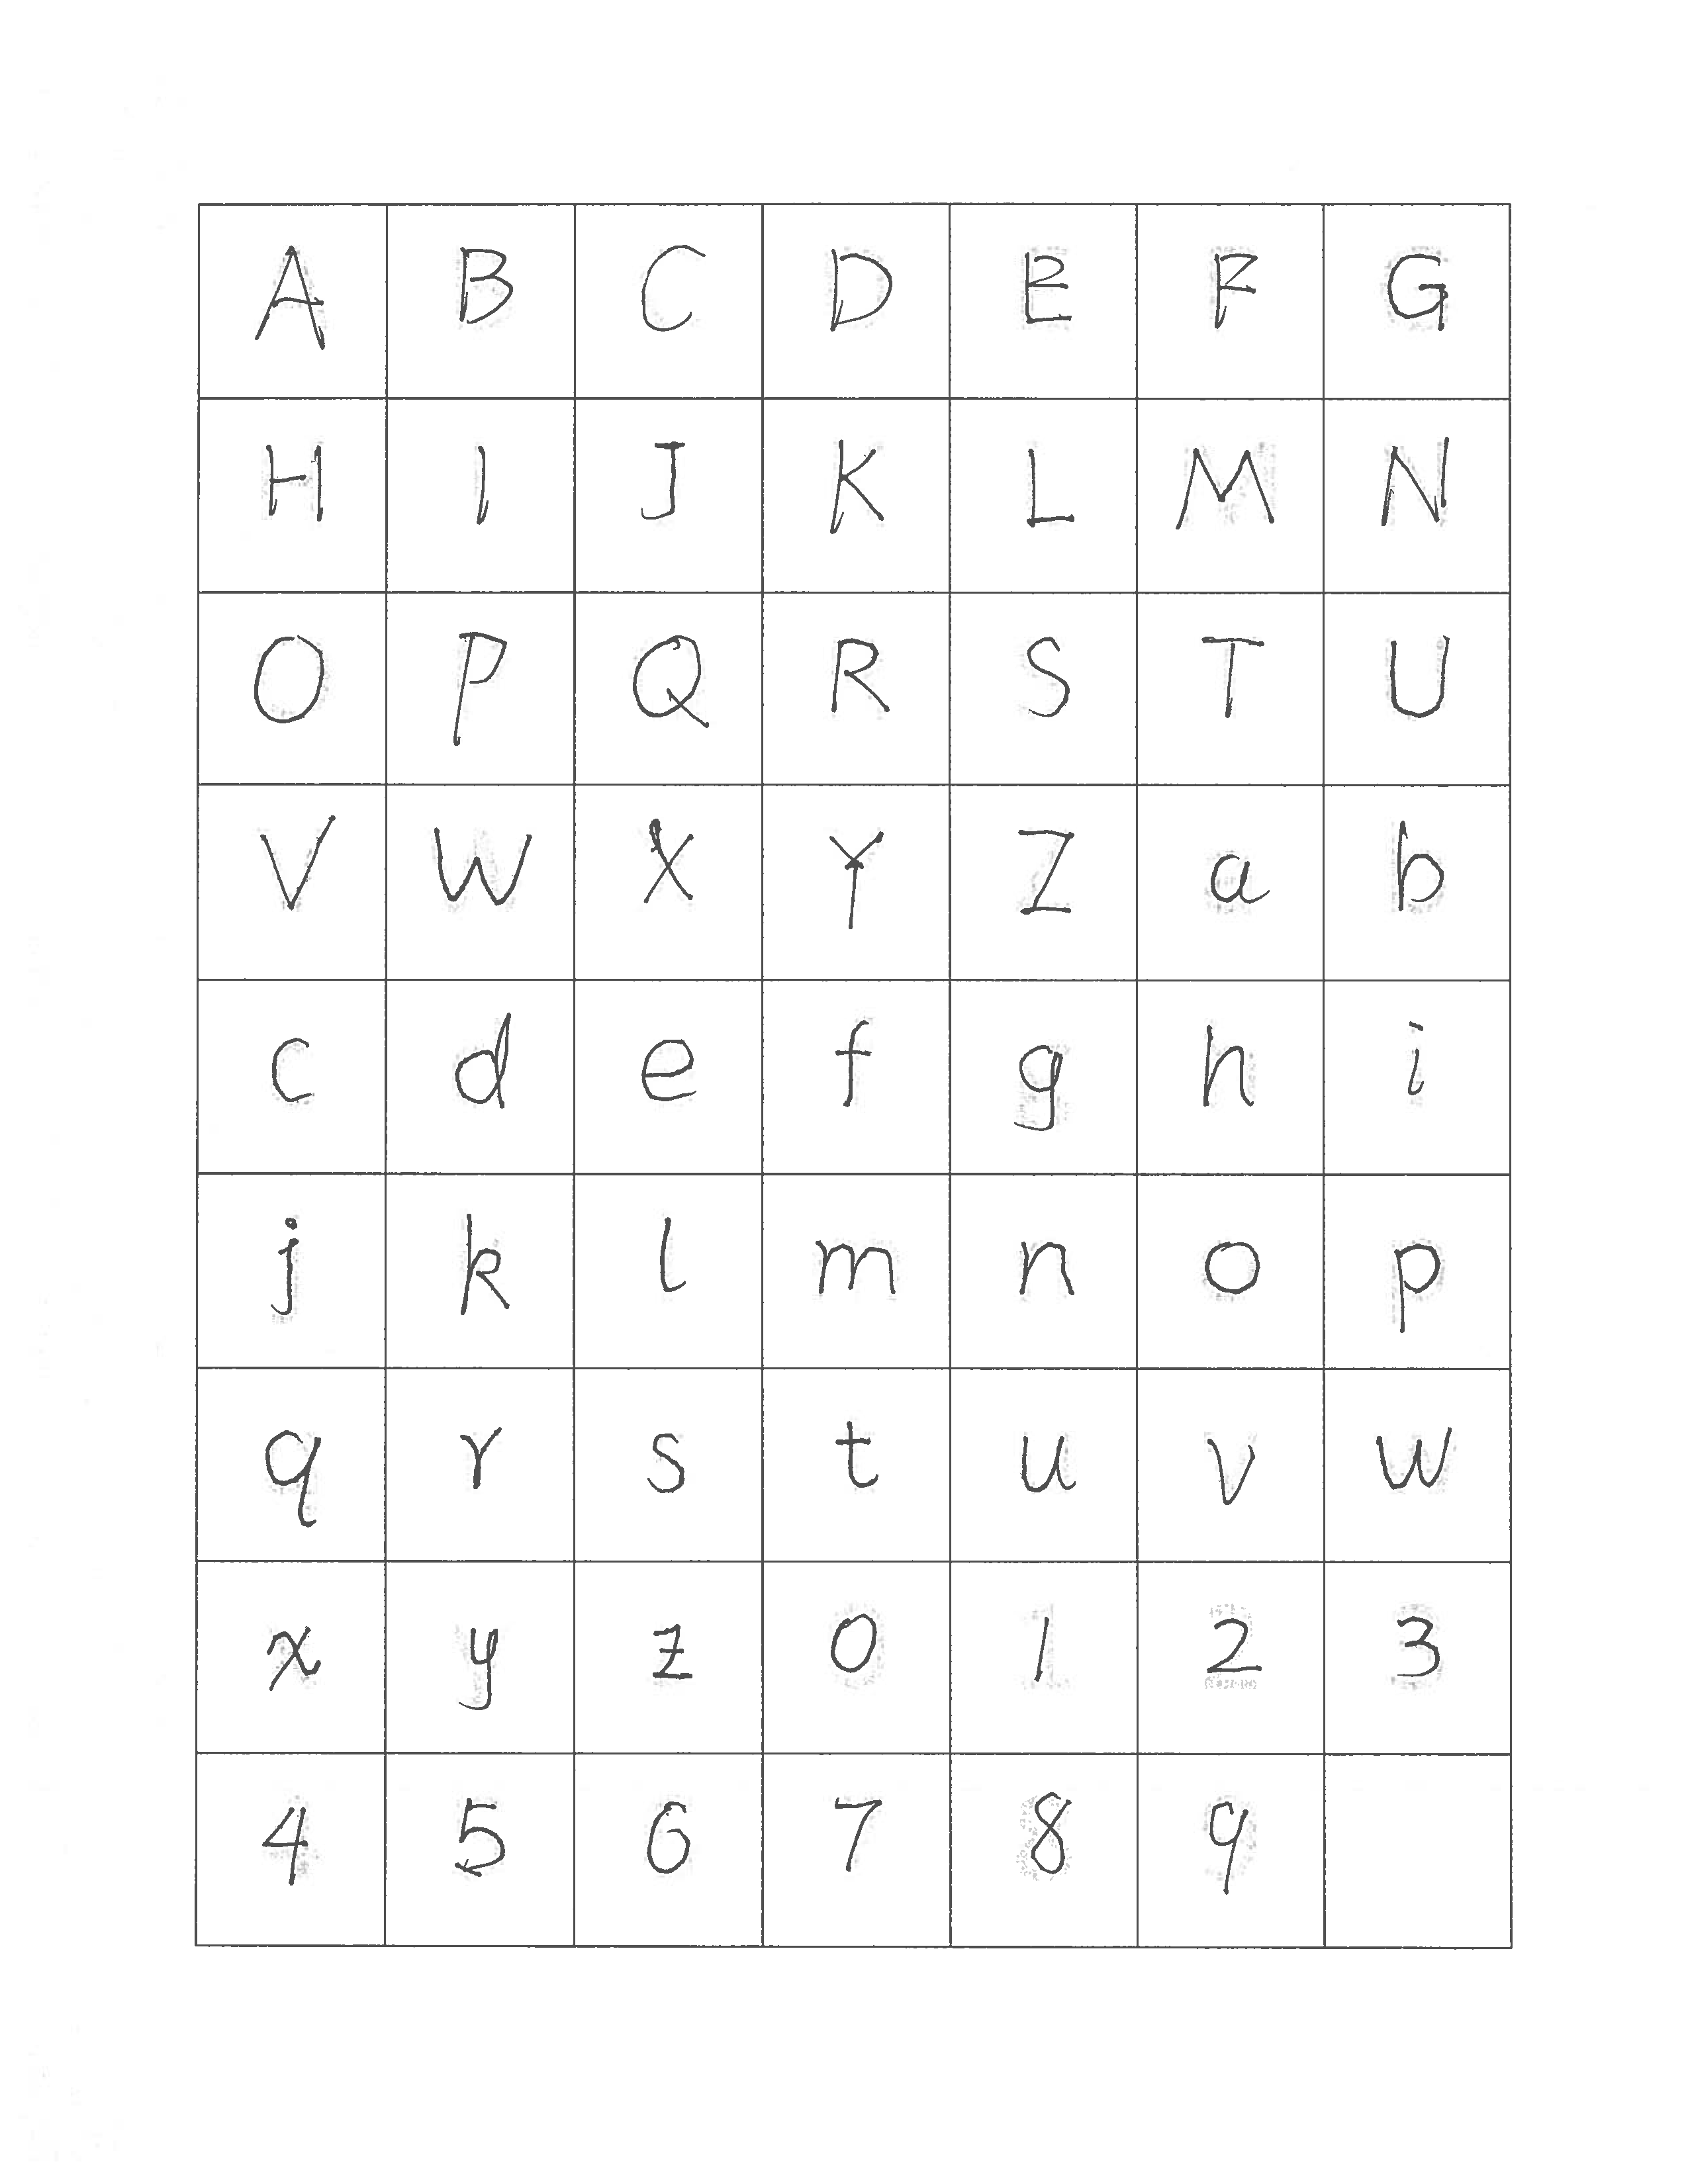 A B C D E F G
H I J K L M N
O P Q R S T U
V W X Y Z a b
c d e f g h i
j k l m n o p
q r s t u v w
x y z 0 1 2 3
4 5 6 7 8 9